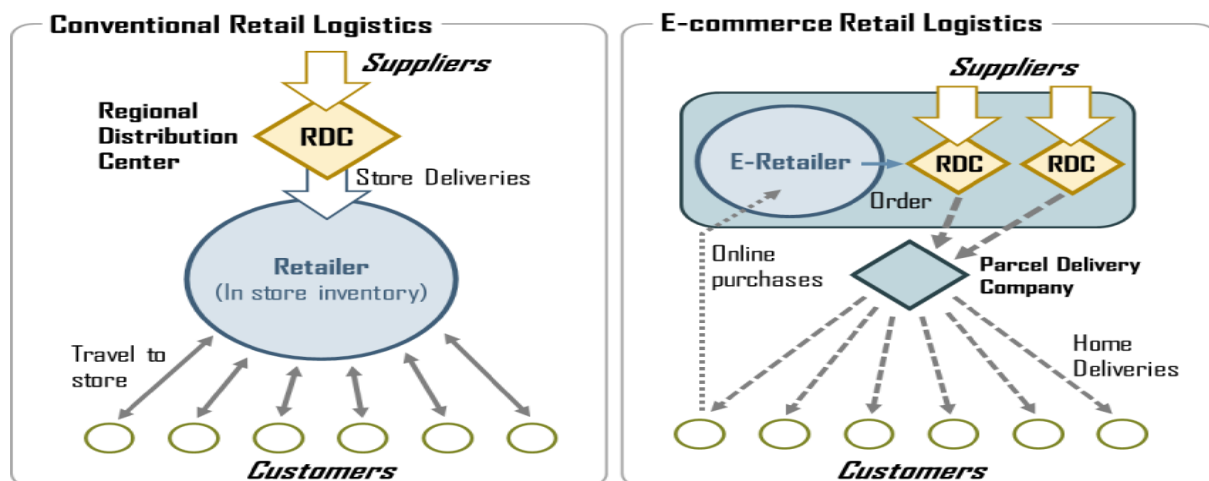 Conventional Retail Logistics
Suppliers
Regional
Distribution
Center
RDC
Store Deliveries
Retailer
(In store inventory)
Travel to
store
Customers
E-commerce Retail Logistics
Suppliers
E-Retailer
RDC
RDC
Order
Online
purchases
Parcel Delivery
Company
Home
Deliveries
Customers